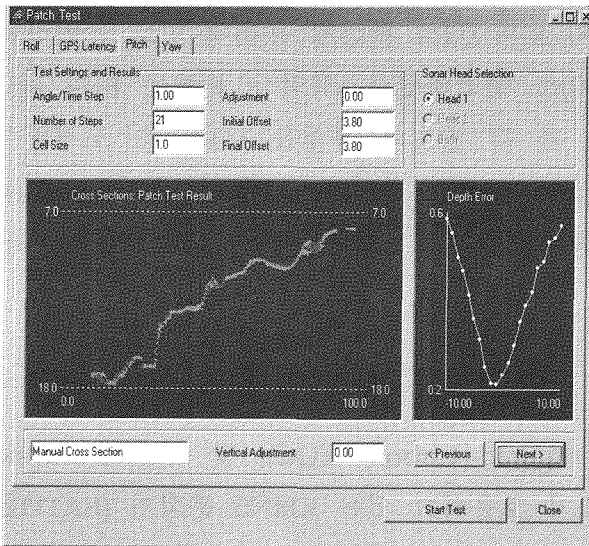 Patch Test
Roll GPS Latency Pitch Yaw
Test Settings and Results
Angle/Time Step 1.00 Adjustment 0.00
Number of Steps 21 Initial Offset 3.80
Cell Size 1.0 Final Offset 3.80
Sonar Head Selection
Head 1
Head 2
Both
Cross Sections: Patch Test Result
7.0 7.0
18.0 18.0
0.0 100.0
Depth Error
0.6
0.2
-10.00 10.00
Manual Cross Section Vertical Adjustment 0.00 < Previous Next >
Start Test Close